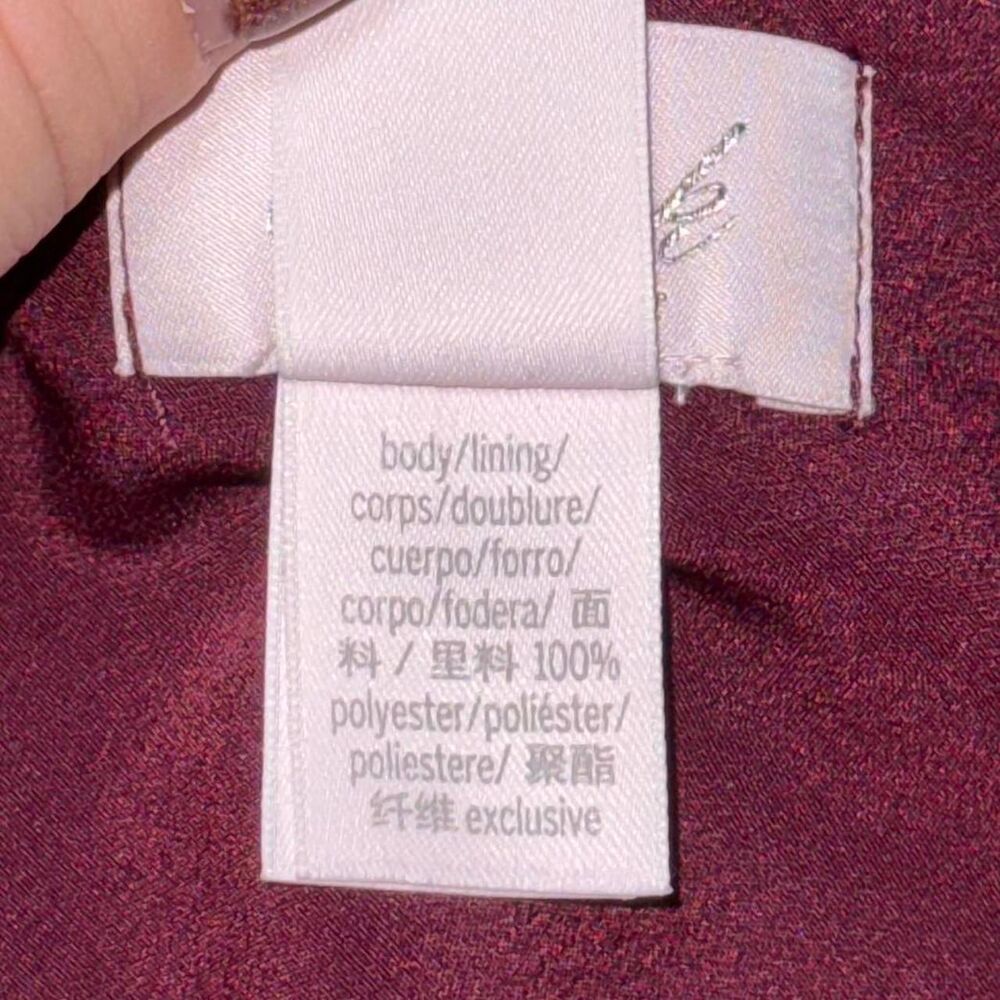 body/lining/
corps/doublure/
cuerpo/forro/
corpo/fodera/ 面
料 / 里料 100%
polyester/poliéster/
poliestere/ 聚酯
纤维 exclusive